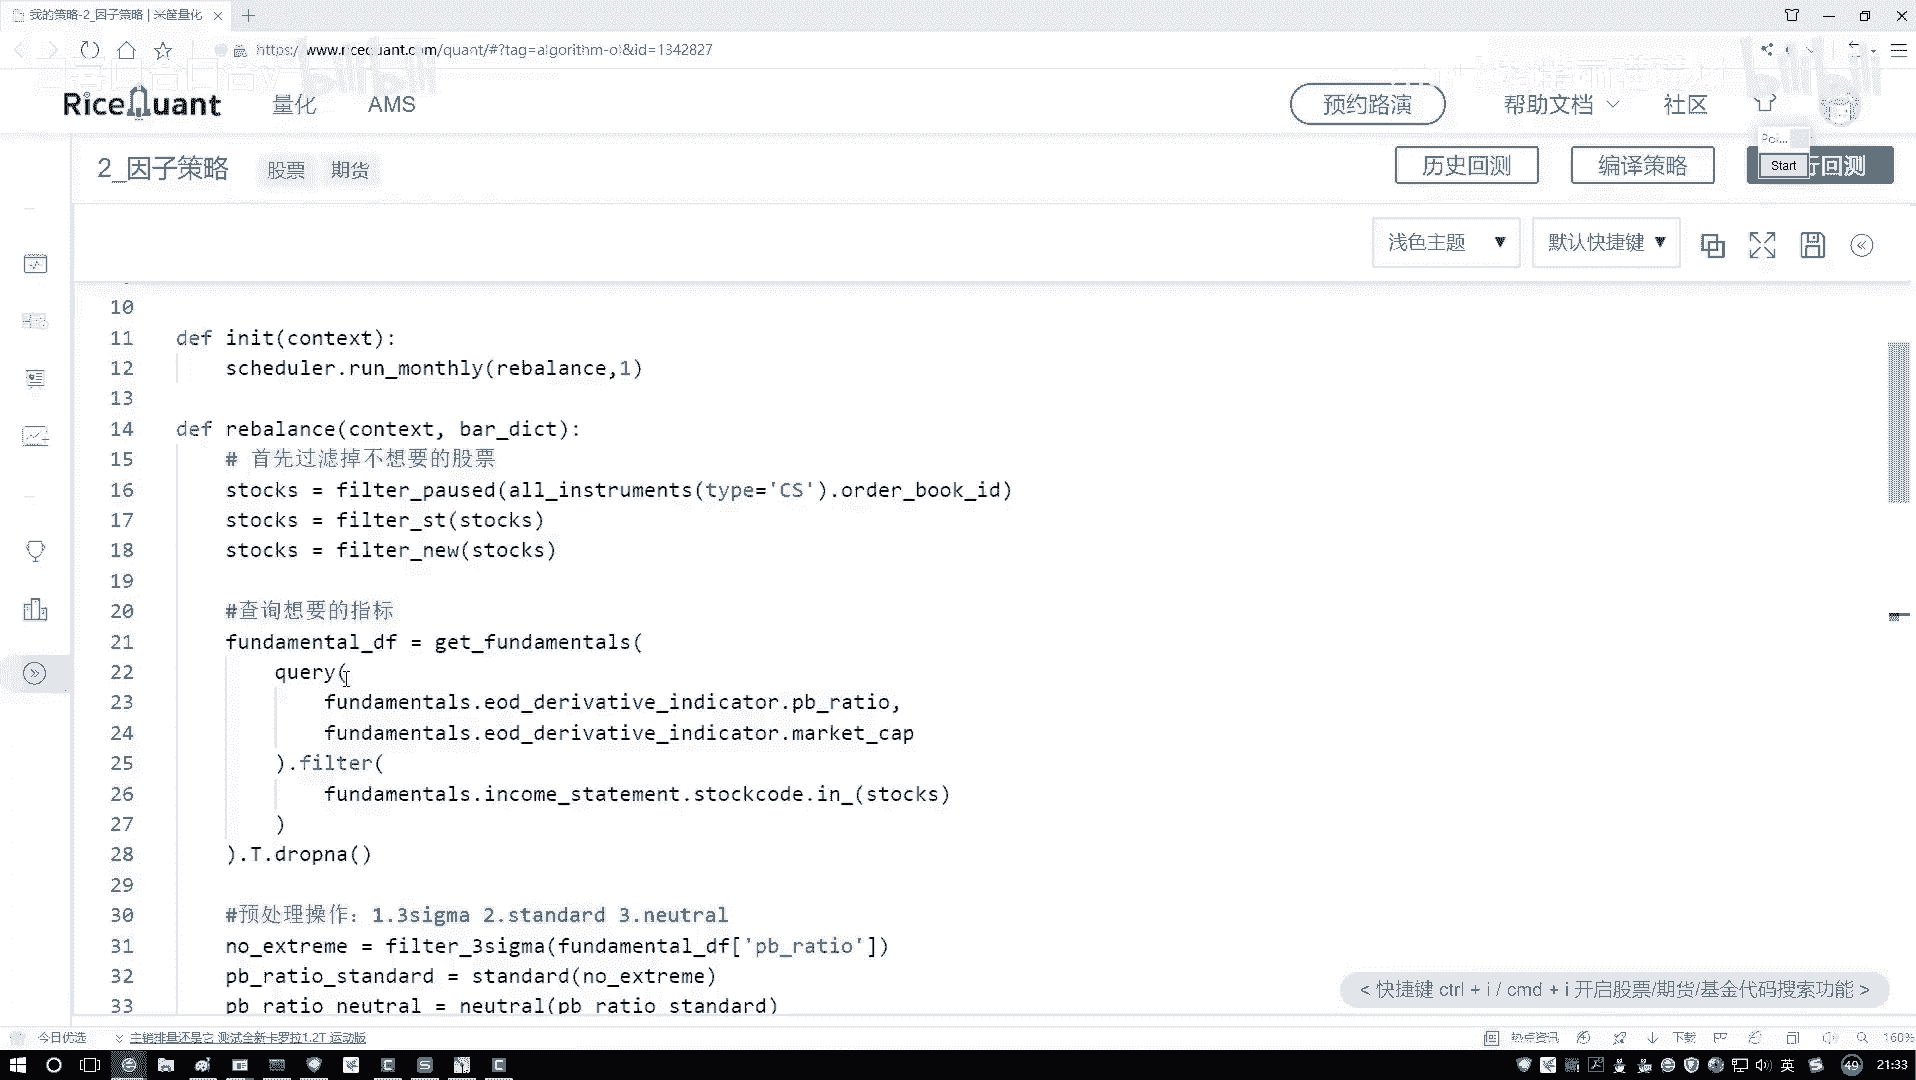 我的策略-2_因子策略 | 米筐量化
https://www.ricequant.com/quant/#?tag=algorithm-ol&id=1342827
bilibili bilibili
RiceQuant 量化 AMS 预约路演 帮助文档 社区
Poi...
2_因子策略 股票 期货 历史回测 编译策略 Start 行回测
浅色主题 ▼ 默认快捷键 ▼
10
11 def init(context):
12 scheduler.run_monthly(rebalance,1)
13
14 def rebalance(context, bar_dict):
15 # 首先过滤掉不想要的股票
16 stocks = filter_paused(all_instruments(type='CS').order_book_id)
17 stocks = filter_st(stocks)
18 stocks = filter_new(stocks)
19
20 #查询想要的指标
21 fundamental_df = get_fundamentals(
22 query(
23 fundamentals.eod_derivative_indicator.pb_ratio,
24 fundamentals.eod_derivative_indicator.market_cap
25 ).filter(
26 fundamentals.income_statement.stockcode.in_(stocks)
27 )
28 ).T.dropna()
29
30 #预处理操作：1.3sigma 2.standard 3.neutral
31 no_extreme = filter_3sigma(fundamental_df['pb_ratio'])
32 pb_ratio_standard = standard(no_extreme)
33 pb_ratio_neutral = neutral(pb_ratio_standard)
< 快捷键 ctrl + i / cmd + i 开启股票/期货/基金代码搜索功能 >
今日优选 主销排量还是它 测试全新卡罗拉1.2T 运动版 热点资讯 下载 160%
英 49 21:33